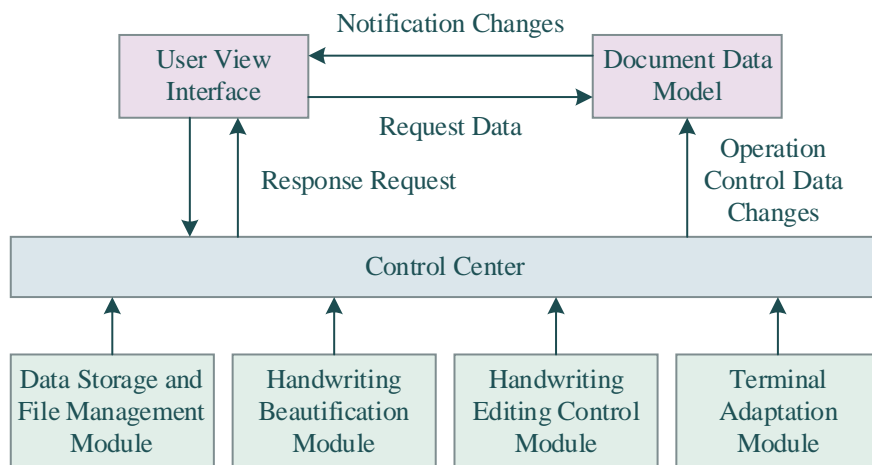 Notification Changes
User View
Interface
Document Data
Model
Request Data
Response Request
Operation
Control Data
Changes
Control Center
Data Storage and
File Management
Module
Handwriting
Beautification
Module
Handwriting
Editing Control
Module
Terminal
Adaptation
Module